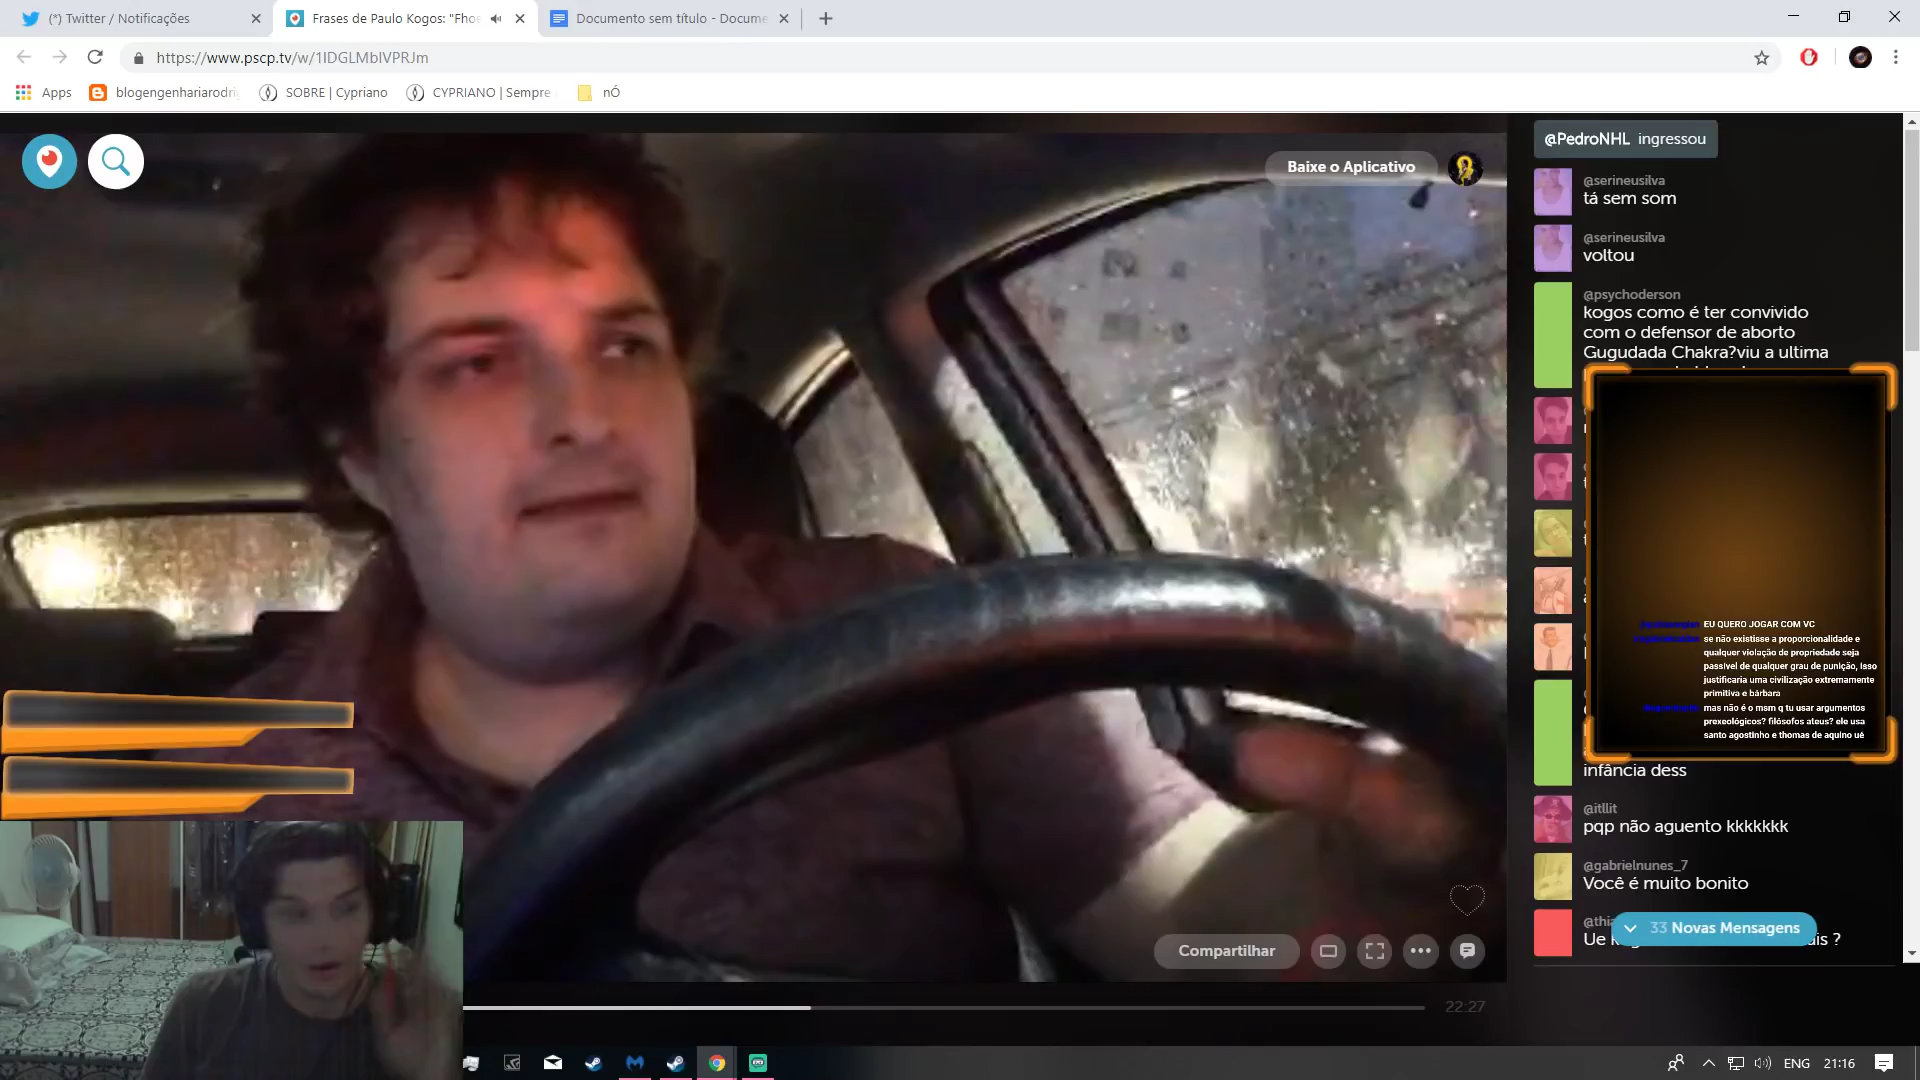 (*) Twitter / Notificações
Frases de Paulo Kogos: "Fhoe
Documento sem título - Docume
https://www.pscp.tv/w/1IDGLMbIVPRJm
Apps
blogengenhariarodri
SOBRE | Cypriano
CYPRIANO | Sempre
nÓ
Baixe o Aplicativo
@PedroNHL ingressou
@serineusilva
tá sem som
@serineusilva
voltou
@psychoderson
kogos como é ter convivido
com o defensor de aborto
Gugudada Chakra?viu a ultima
EU QUERO JOGAR COM VC
se não existisse a proporcionalidade e
qualquer violação de propriedade seja
passível de qualquer grau de punição, isso
justificaria uma civilização extremamente
primitiva e bárbara
mas não é o msm q tu usar argumentos
prexeológicos? filósofos ateus? ele usa
santo agostinho e thomas de aquino ué
infância dess
@itllit
pqp não aguento kkkkkkk
@gabrielnunes_7
Você é muito bonito
@thia
33 Novas Mensagens
Ue
ais ?
Compartilhar
22:27
ENG
21:16